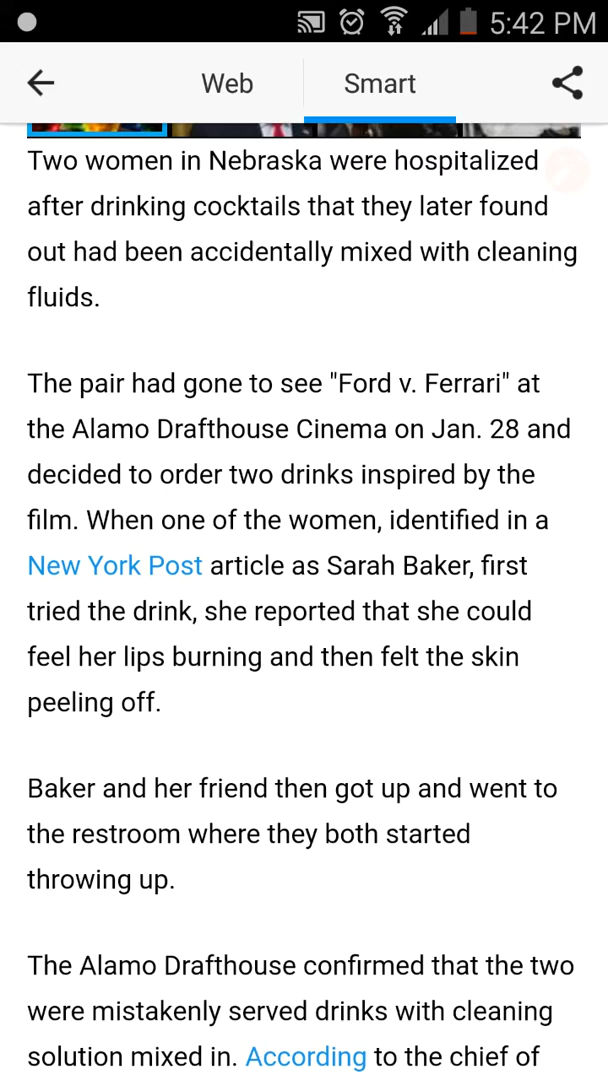 5:42 PM
Web Smart
Two women in Nebraska were hospitalized
after drinking cocktails that they later found
out had been accidentally mixed with cleaning
fluids.
The pair had gone to see "Ford v. Ferrari" at
the Alamo Drafthouse Cinema on Jan. 28 and
decided to order two drinks inspired by the
film. When one of the women, identified in a
New York Post article as Sarah Baker, first
tried the drink, she reported that she could
feel her lips burning and then felt the skin
peeling off.
Baker and her friend then got up and went to
the restroom where they both started
throwing up.
The Alamo Drafthouse confirmed that the two
were mistakenly served drinks with cleaning
solution mixed in. According to the chief of